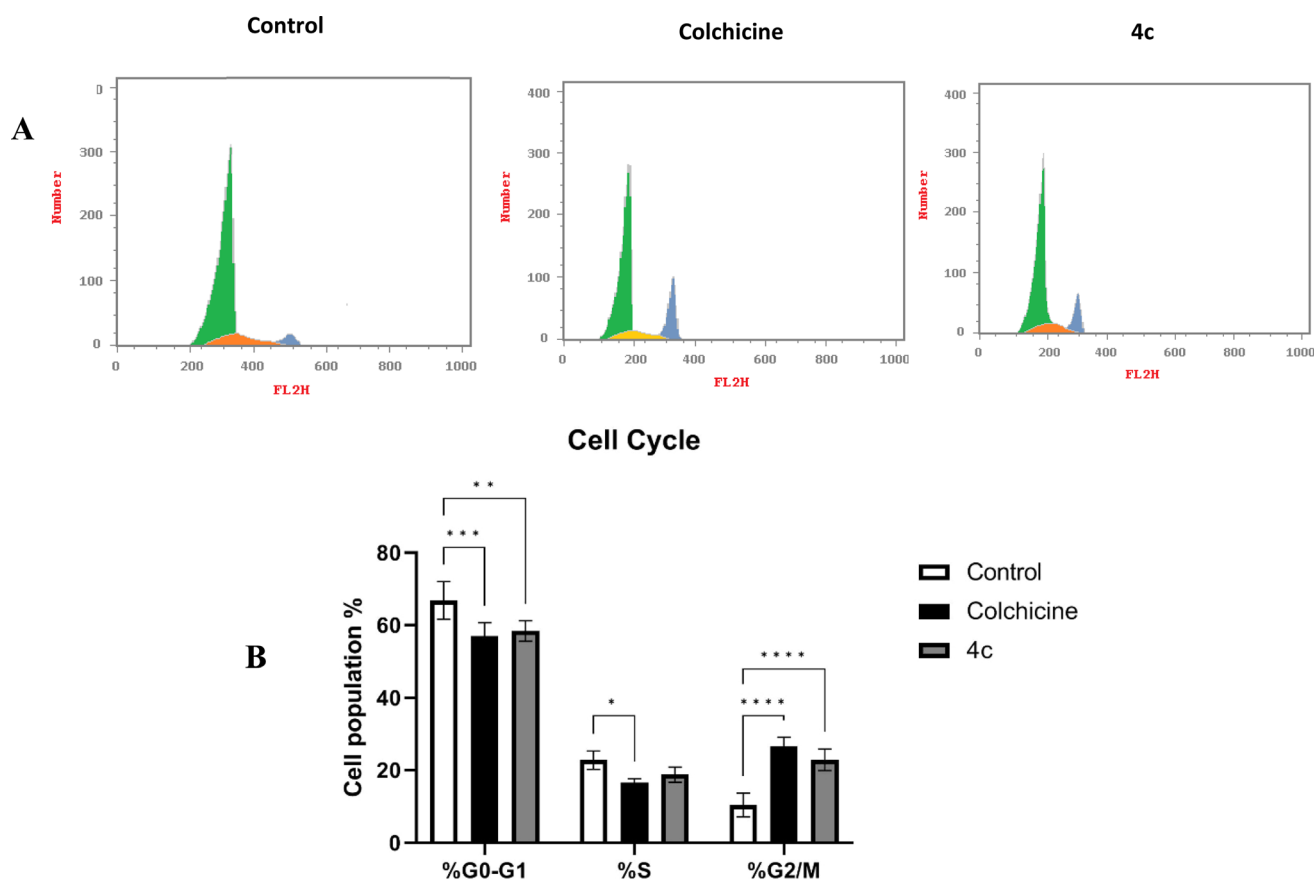 Control Colchicine 4c
A
0
300
200
100
0
Number
0 200 400 600 800 1000
FL2H
400
300
200
100
0
Number
0 200 400 600 800 1000
FL2H
400
300
200
100
0
Number
0 200 400 600 800 1000
FL2H
Cell Cycle
B
Cell population %
80
60
40
20
0
* *
* * *
*
* * * *
* * * *
%G0-G1 %S %G2/M
Control
Colchicine
4c